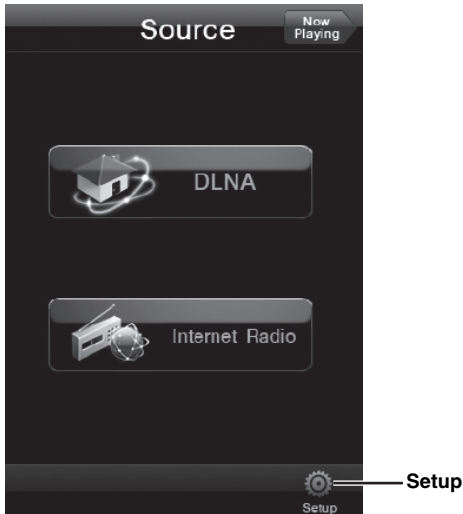 Source
Now
Playing
DLNA
Internet Radio
Setup
Setup